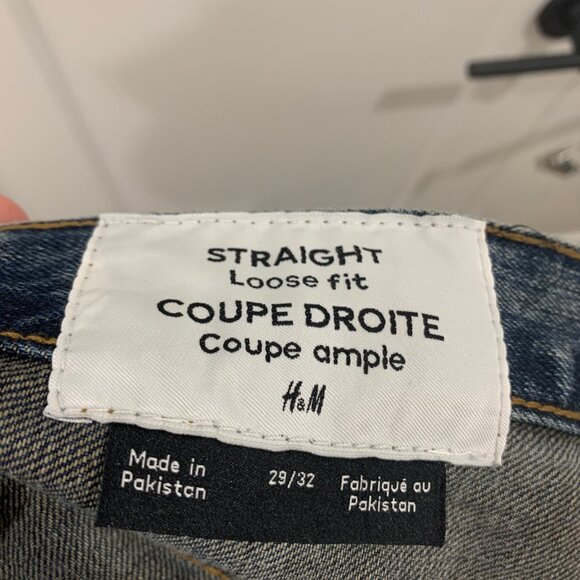 STRAIGHT
Loose fit
COUPE DROITE
Coupe ample
H&M
Made in
Pakistan
29/32
Fabriqué au
Pakistan